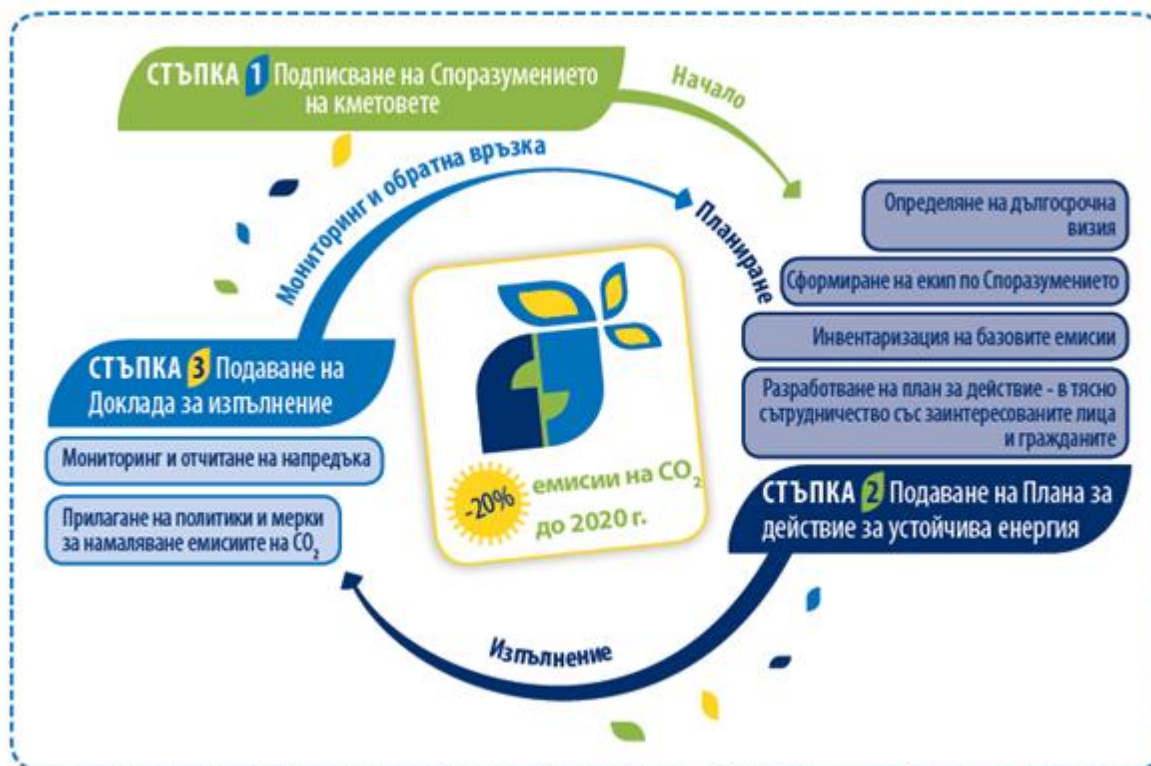 СТЪПКА 1 Подписване на Споразумението
на кметовете
Начало
Мониторинг и обратна връзка
Планиране
Определяне на дългосрочна
визия
Сформиране на екип по Споразумението
Инвентаризация на базовите емисии
Разработване на план за действие - в тясно
сътрудничество със заинтересованите лица
и гражданите
СТЪПКА 2 Подаване на Плана за
действие за устойчива енергия
Изпълнение
СТЪПКА 3 Подаване на
Доклада за изпълнение
Мониторинг и отчитане на напредъка
Прилагане на политики и мерки
за намаляване емисиите на CO₂
-20% емисии на CO₂
до 2020 г.